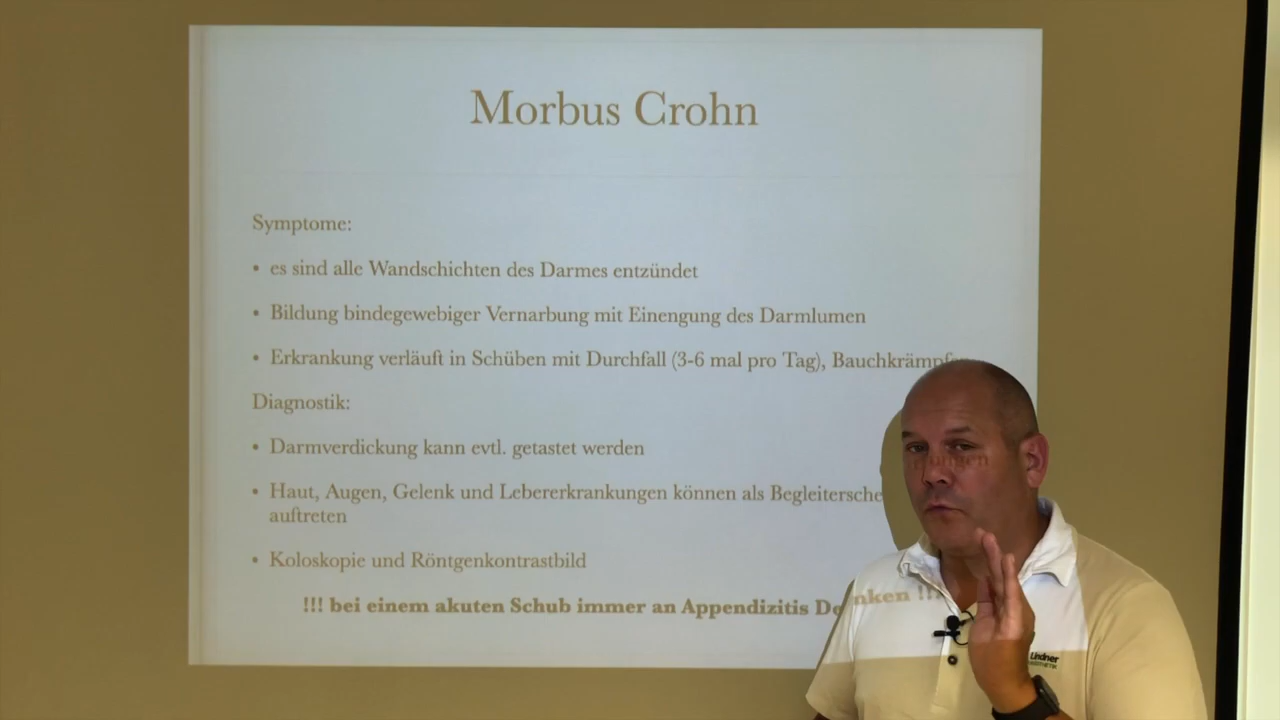 Morbus Crohn
Symptome:
• es sind alle Wandschichten des Darmes entzündet
• Bildung bindegewebiger Vernarbung mit Einengung des Darmlumen
• Erkrankung verläuft in Schüben mit Durchfall (3-6 mal pro Tag), Bauchkrämpfe
Diagnostik:
• Darmverdickung kann evtl. getastet werden
• Haut, Augen, Gelenk und Lebererkrankungen können als Begleitersche
auftreten
• Koloskopie und Röntgenkontrastbild
!!! bei einem akuten Schub immer an Appendizitis Denken !!!
Lindner